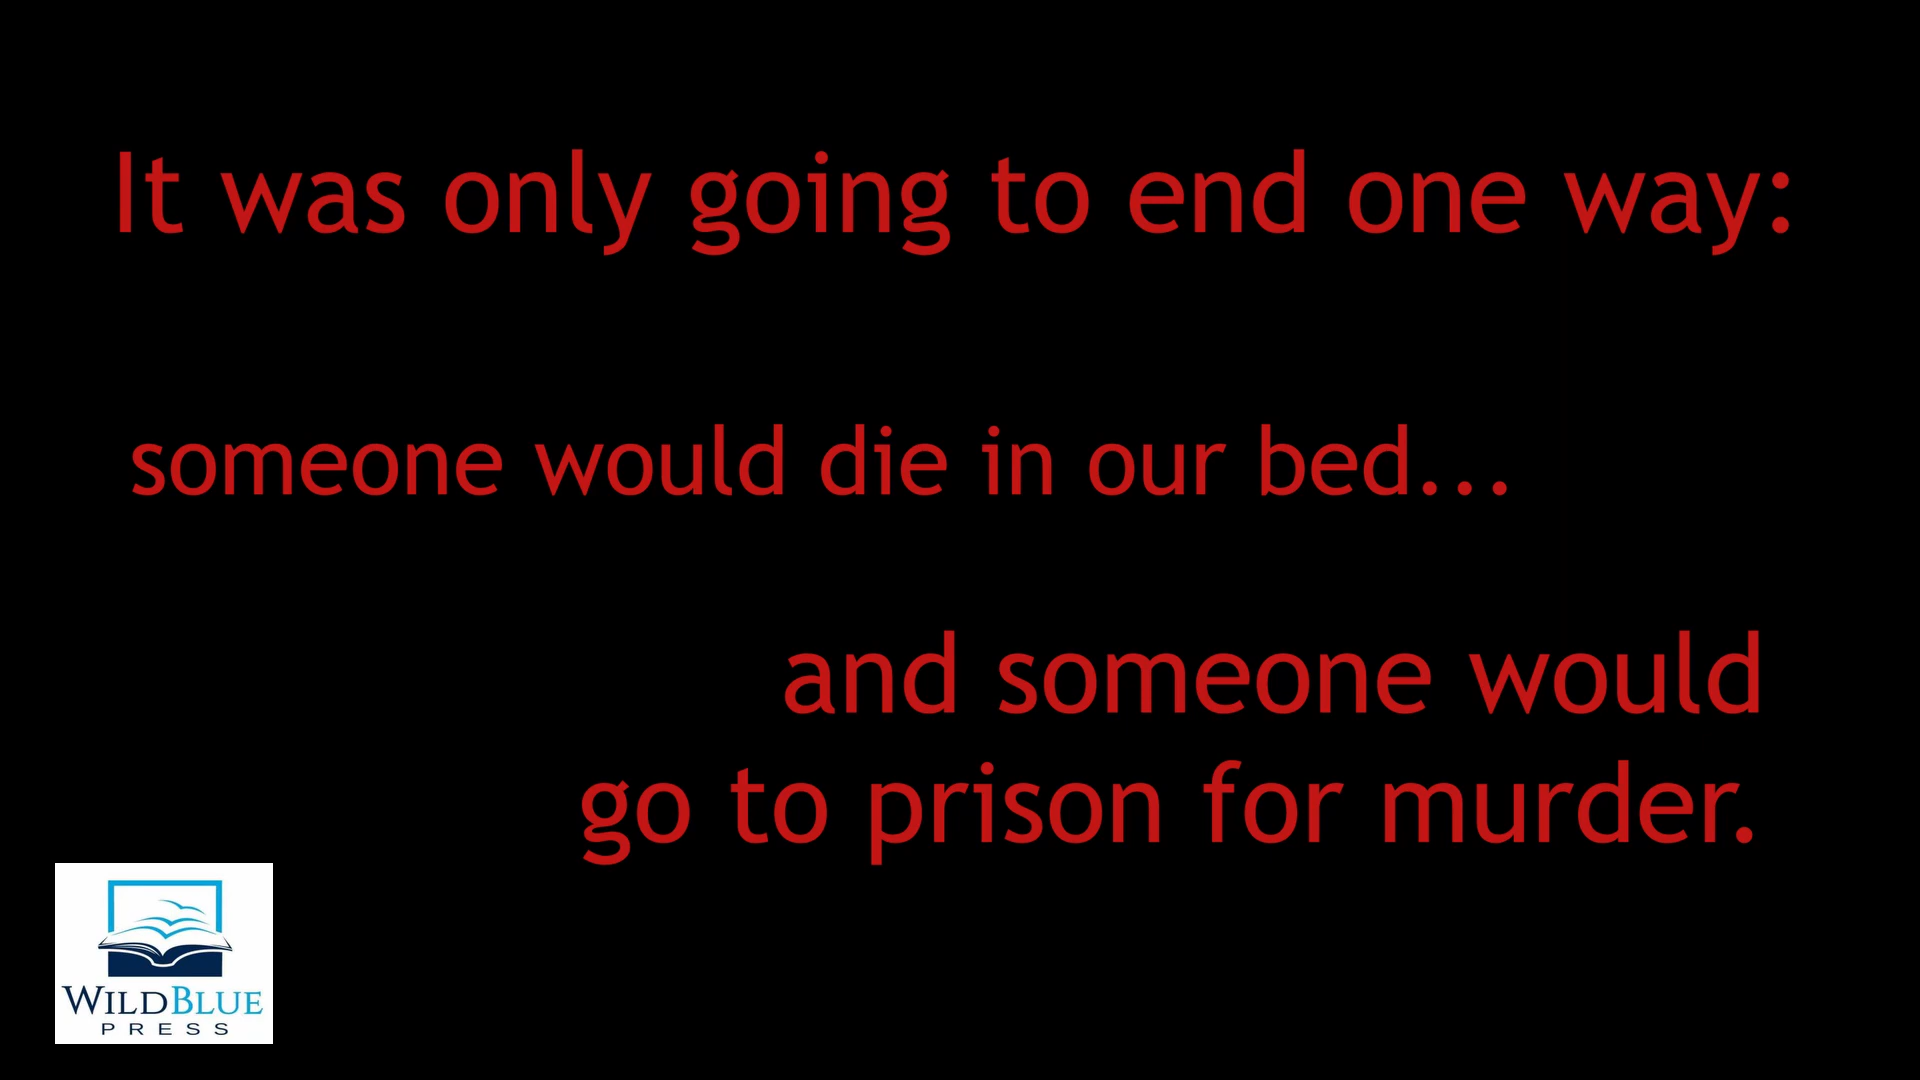 It was only going to end one way:
someone would die in our bed...
and someone would
go to prison for murder.
WILDBLUE
PRESS